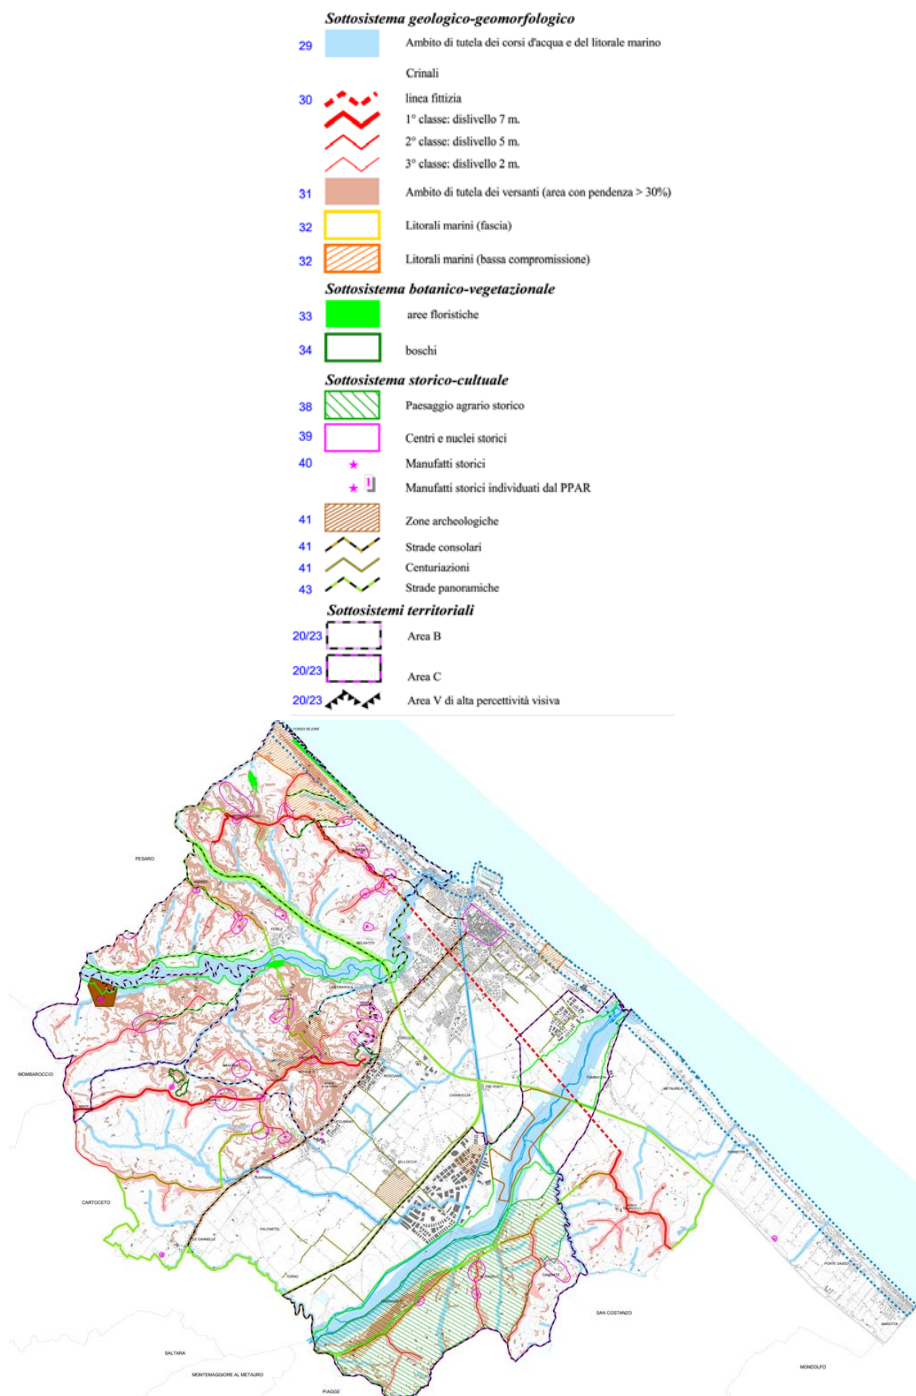 Sottosistema geologico-geomorfologico
29 Ambito di tutela dei corsi d'acqua e del litorale marino
Crinali
30 linea fittizia
1° classe: dislivello 7 m.
2° classe: dislivello 5 m.
3° classe: dislivello 2 m.
31 Ambito di tutela dei versanti (area con pendenza > 30%)
32 Litorali marini (fascia)
32 Litorali marini (bassa compromissione)
Sottosistema botanico-vegetazionale
33 aree floristiche
34 boschi
Sottosistema storico-cultuale
38 Paesaggio agrario storico
39 Centri e nuclei storici
40 Manufatti storici
1 Manufatti storici individuati dal PPAR
41 Zone archeologiche
41 Strade consolari
41 Centuriazioni
43 Strade panoramiche
Sottosistemi territoriali
20/23 Area B
20/23 Area C
20/23 Area V di alta percettività visiva
PESARO
MOMBAROCCIO
CARTOCETO
SAN COSTANZO
SALTARA
MONTEMAGGIORE AL METAURO
MONDOLFO
PIAGGE